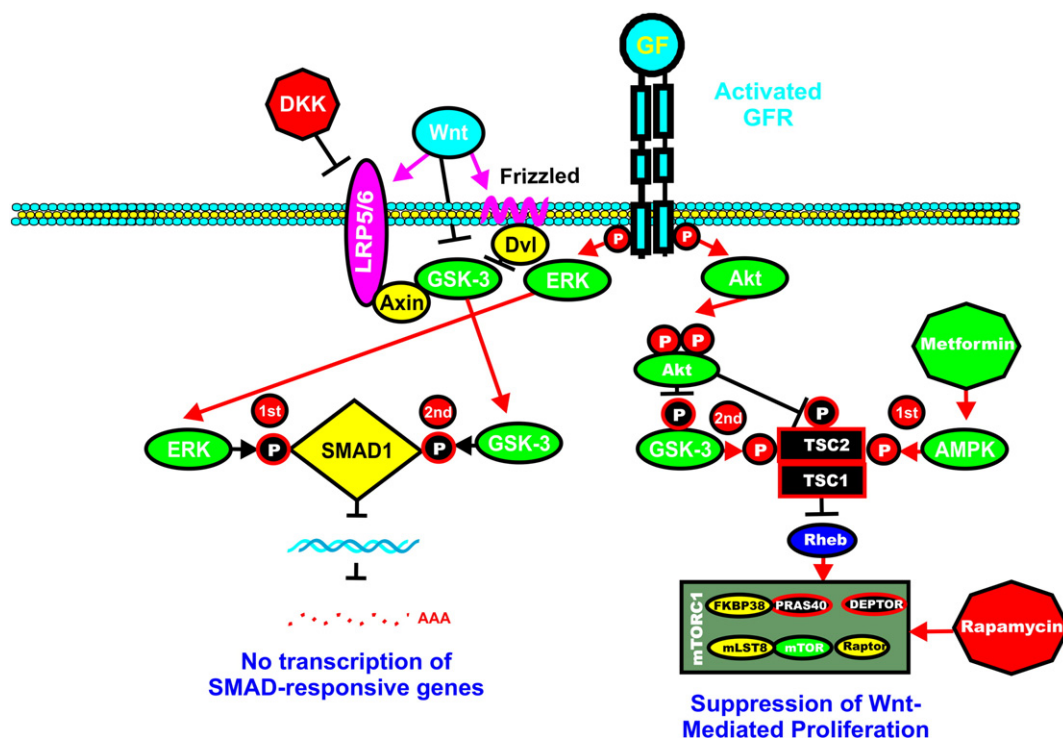 GF
Activated
GFR
DKK
Wnt
Frizzled
LRP5/6
Dvl
P
P
GSK-3
ERK
Akt
Axin
P
P
Akt
Metformin
1st
2nd
P
2nd
P
1st
ERK
P
SMAD1
P
GSK-3
GSK-3
P
TSC2
P
AMPK
TSC1
Rheb
mTORC1
FKBP38
PRAS40
DEPTOR
mLST8
mTOR
Raptor
Rapamycin
AAA
No transcription of
SMAD-responsive genes
Suppression of Wnt-
Mediated Proliferation